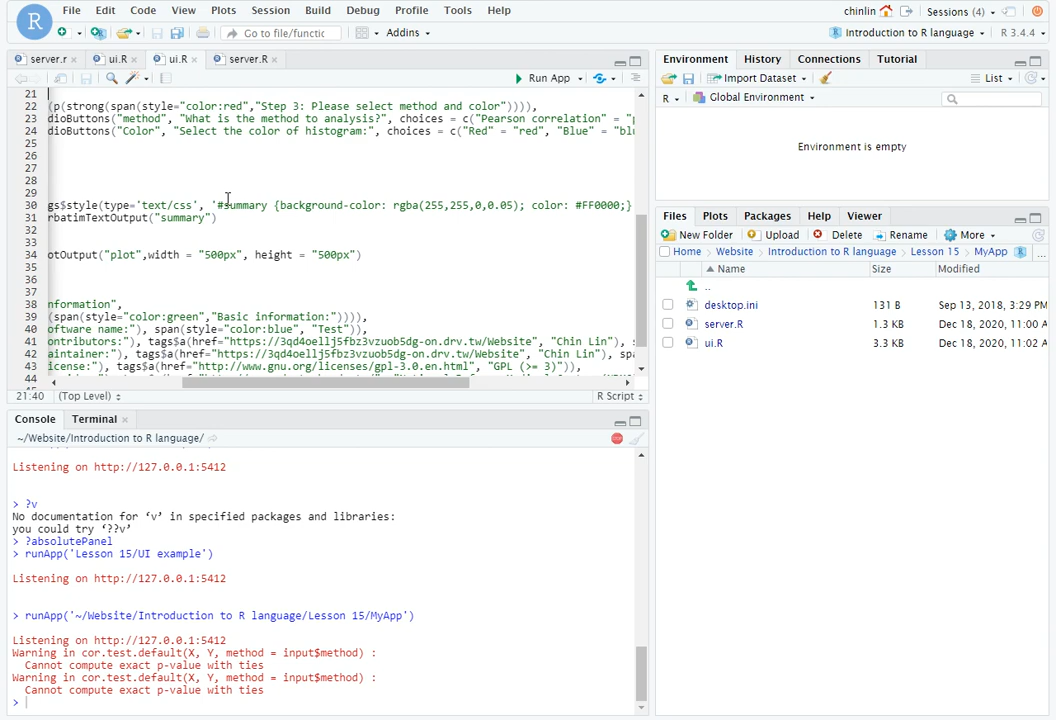 File Edit Code View Plots Session Build Debug Profile Tools Help chinlin Sessions (4)
R Go to file/functic Addins Introduction to R language R 3.4.4
server.r × ui.R × ui.R × server.R ×
Run App
21
22 (p(strong(span(style="color:red","Step 3: Please select method and color")))),
23 dioButtons("method", "What is the method to analysis?", choices = c("Pearson correlation" = "p
24 dioButtons("Color", "Select the color of histogram:", choices = c("Red" = "red", "Blue" = "blu
25
26
27
28
29
30 gs$style(type='text/css', '#summary {background-color: rgba(255,255,0,0.05); color: #FF0000;}
31 rbatimTextOutput("summary")
32
33
34 otOutput("plot",width = "500px", height = "500px")
35
36
37
38 nformation",
39 (span(style="color:green","Basic information:")))),
40 oftware name:"), span(style="color:blue", "Test")),
41 ontributors:"), tags$a(href="https://3qd4oellj5fbz3vzuob5dg-on.drv.tw/Website", "Chin Lin"), s
42 aintainer:"), tags$a(href="https://3qd4oellj5fbz3vzuob5dg-on.drv.tw/Website", "Chin Lin"), spa
43 icense:"), tags$a(href="http://www.gnu.org/licenses/gpl-3.0.en.html", "GPL (>= 3)")),
44
21:40 (Top Level) R Script
Console Terminal ×
~/Website/Introduction to R language/
Listening on http://127.0.0.1:5412
> ?v
No documentation for ‘v’ in specified packages and libraries:
you could try ‘??v’
> ?absolutePanel
> runApp('Lesson 15/UI example')
Listening on http://127.0.0.1:5412
> runApp('~/Website/Introduction to R language/Lesson 15/MyApp')
Listening on http://127.0.0.1:5412
Warning in cor.test.default(X, Y, method = input$method) :
Cannot compute exact p-value with ties
Warning in cor.test.default(X, Y, method = input$method) :
Cannot compute exact p-value with ties
>
Environment History Connections Tutorial
Import Dataset List
R Global Environment
Environment is empty
Files Plots Packages Help Viewer
New Folder Upload Delete Rename More
Home Website Introduction to R language Lesson 15 MyApp R ...
Name Size Modified
..
desktop.ini 131 B Sep 13, 2018, 3:29 PM
server.R 1.3 KB Dec 18, 2020, 11:00 A
ui.R 3.3 KB Dec 18, 2020, 11:02 A